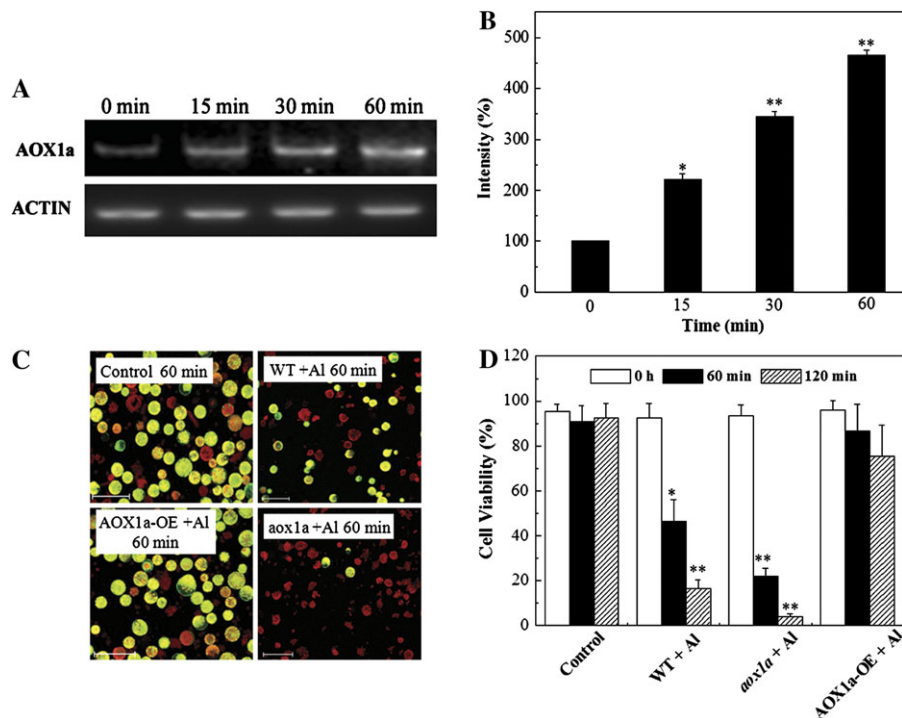 A
0 min 15 min 30 min 60 min
AOX1a
ACTIN
B
500
400
300
200
100
0
Intensity (%)
0 15 30 60
Time (min)
C
Control 60 min
WT +Al 60 min
AOX1a-OE +Al
60 min
aox1a +Al 60 min
D
0 h 60 min 120 min
120
100
80
60
40
20
0
Cell Viability (%)
* ** **
* ** ** **
Control
WT + Al
aox1a + Al
AOX1a-OE + Al